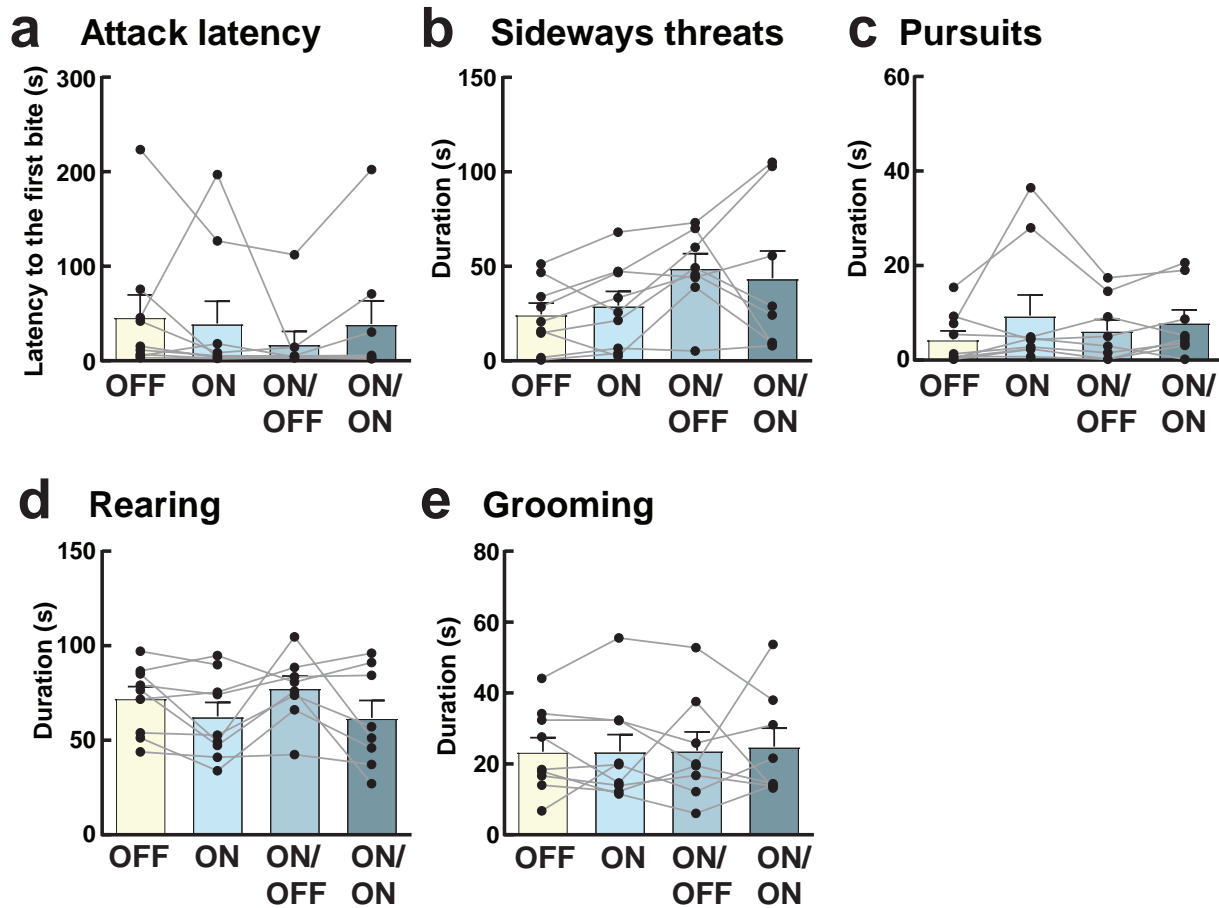 a Attack latency
Latency to the first bite (s)
300
200
100
0
OFF ON ON/ ON/
OFF ON
b Sideways threats
Duration (s)
150
100
50
0
OFF ON ON/ ON/
OFF ON
c Pursuits
Duration (s)
60
40
20
0
OFF ON ON/ ON/
OFF ON
d Rearing
Duration (s)
150
100
50
0
OFF ON ON/ ON/
OFF ON
e Grooming
Duration (s)
80
60
40
20
0
OFF ON ON/ ON/
OFF ON